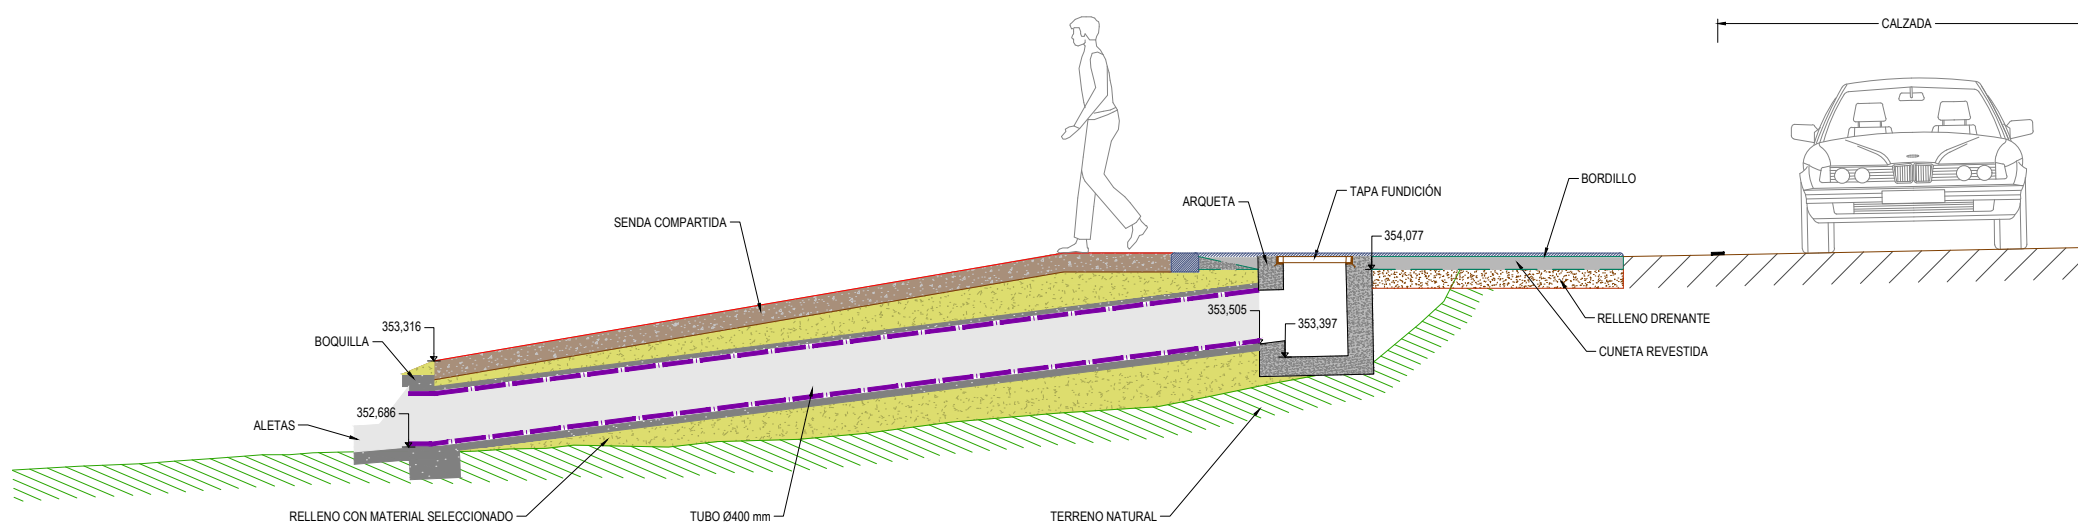 CALZADA
BORDILLO
TAPA FUNDICIÓN
ARQUETA
SENDA COMPARTIDA
354,077
353,505
353,397
RELLENO DRENANTE
353,316
BOQUILLA
CUNETA REVESTIDA
352,686
ALETAS
RELLENO CON MATERIAL SELECCIONADO
TUBO Ø400 mm
TERRENO NATURAL